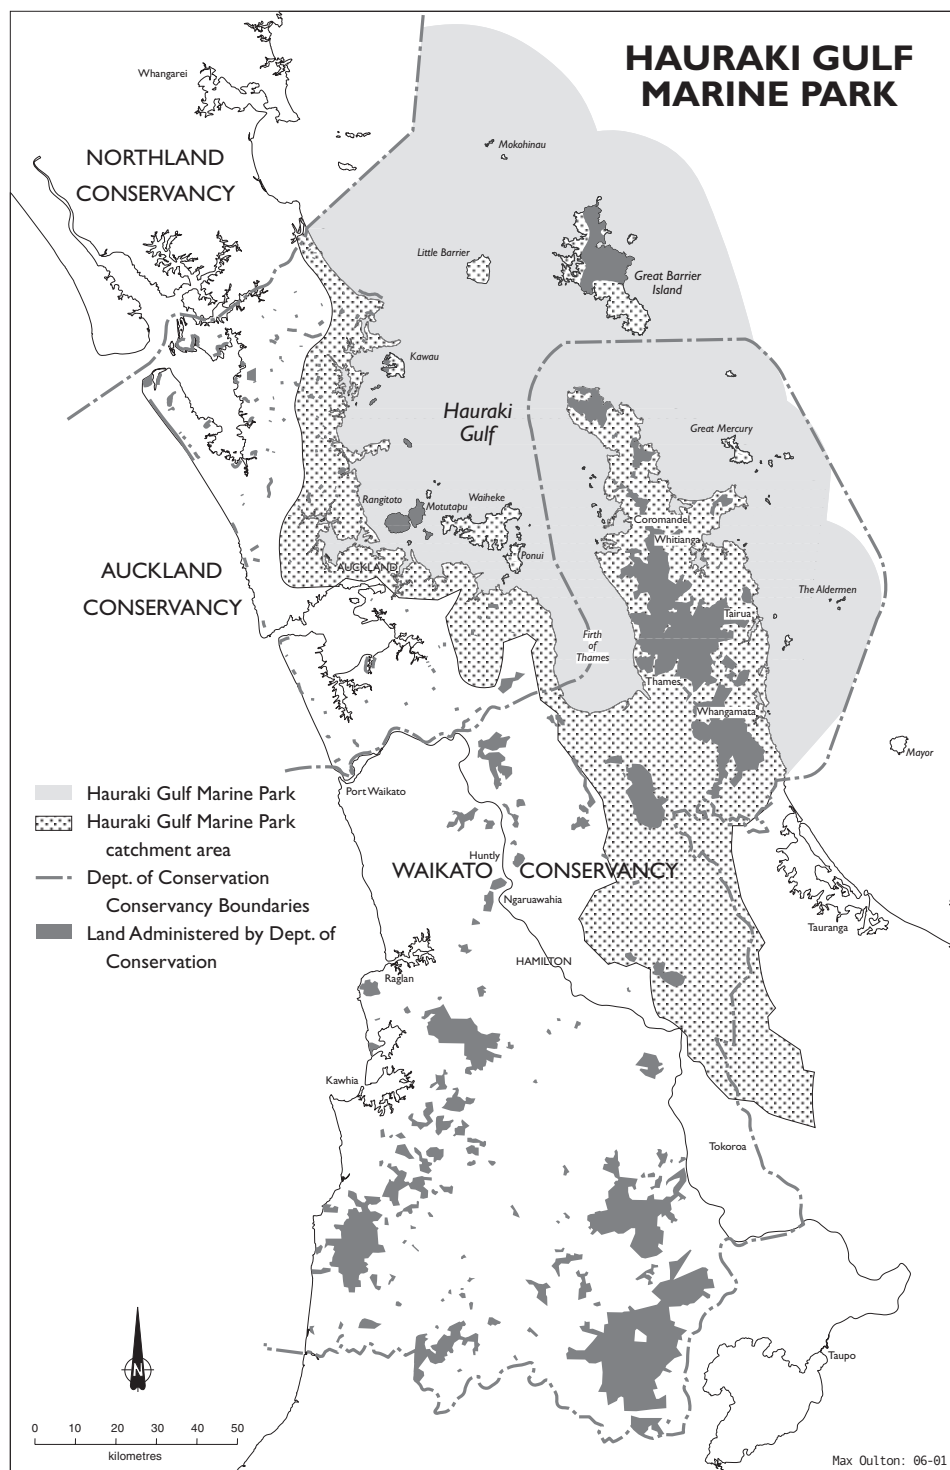 HAURAKI GULF
MARINE PARK
Whangarei
Mokohinau
NORTHLAND
CONSERVANCY
Little Barrier
Great Barrier
Island
Kawau
Hauraki
Gulf
Great Mercury
Rangitoto
Motutapu
Waiheke
Coromandel
Whitianga
Ponui
AUCKLAND
AUCKLAND
CONSERVANCY
The Aldermen
Tairua
Firth
of
Thames
Thames
Whangamata
Mayor
Hauraki Gulf Marine Park
Hauraki Gulf Marine Park
catchment area
Dept. of Conservation
Conservancy Boundaries
Land Administered by Dept. of
Conservation
Port Waikato
Huntly
WAIKATO CONSERVANCY
Ngaruawahia
Tauranga
HAMILTON
Raglan
Kawhia
Tokoroa
Taupo
N
0 10 20 30 40 50
kilometres
Max Oulton: 06-01